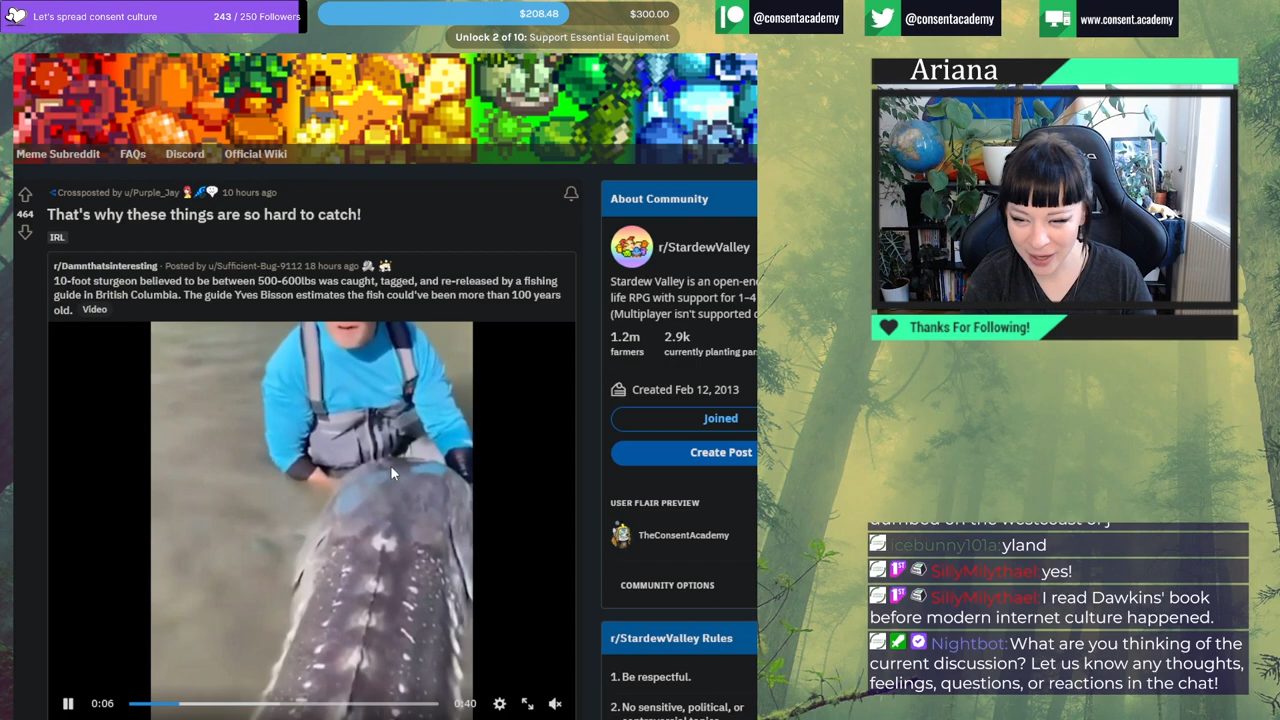 Let's spread consent culture
243 / 250 Followers
$208.48
$300.00
Unlock 2 of 10: Support Essential Equipment
@consentacademy
@consentacademy
www.consent.academy
Meme Subreddit FAQs Discord Official Wiki
Crossposted by u/Purple_Jay 10 hours ago
464
That's why these things are so hard to catch!
IRL
r/Damnthatsinteresting · Posted by u/Sufficient-Bug-9112 18 hours ago
10-foot sturgeon believed to be between 500-600lbs was caught, tagged, and re-released by a fishing
guide in British Columbia. The guide Yves Bisson estimates the fish could've been more than 100 years
old. Video
0:06
0:40
About Community
r/StardewValley
Stardew Valley is an open-en
life RPG with support for 1–4
(Multiplayer isn't supported
1.2m
farmers
2.9k
currently planting par
Created Feb 12, 2013
Joined
Create Post
USER FLAIR PREVIEW
TheConsentAcademy
COMMUNITY OPTIONS
r/StardewValley Rules
1. Be respectful.
2. No sensitive, political, or
Ariana
Thanks For Following!
icebunny101a: yland
1ST SillyMilythael: yes!
1ST SillyMilythael: I read Dawkins' book
before modern internet culture happened.
Nightbot: What are you thinking of the
current discussion? Let us know any thoughts,
feelings, questions, or reactions in the chat!